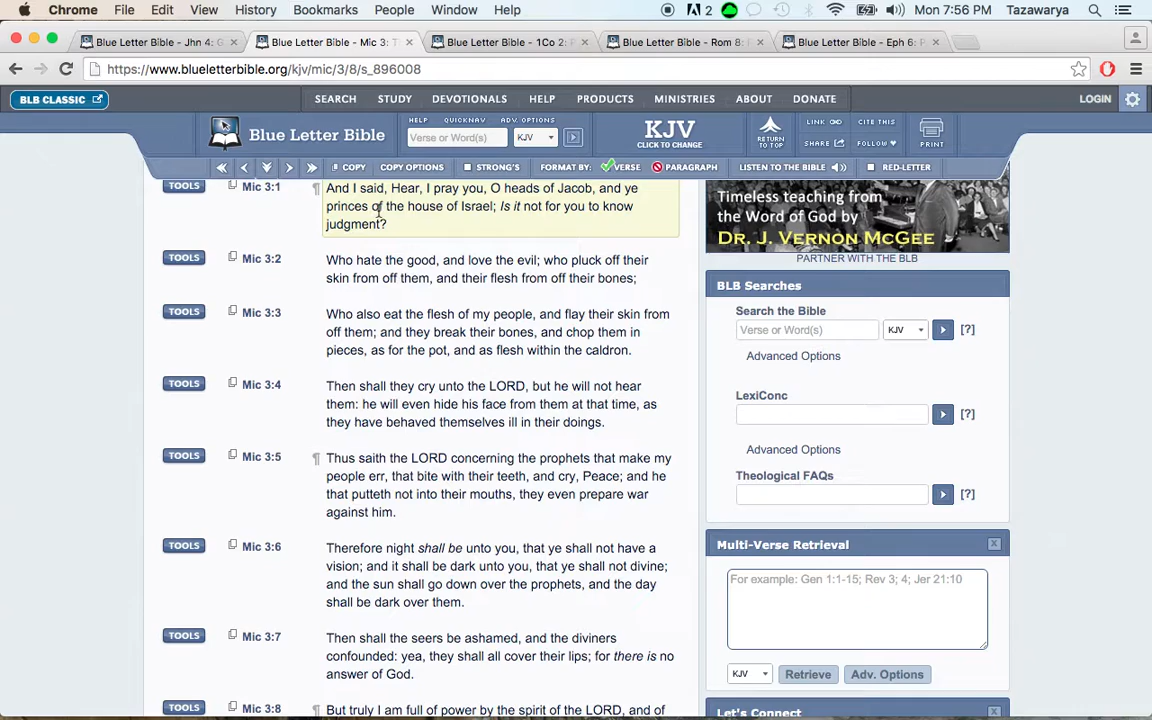 Chrome File Edit View History Bookmarks People Window Help
2 Mon 7:56 PM Tazawarya
Blue Letter Bible - Jhn 4: G
Blue Letter Bible - Mic 3: T
Blue Letter Bible - 1Co 2:
Blue Letter Bible - Rom 8:
Blue Letter Bible - Eph 6: P
https://www.blueletterbible.org/kjv/mic/3/8/s_896008
BLB CLASSIC
SEARCH STUDY DEVOTIONALS HELP PRODUCTS MINISTRIES ABOUT DONATE
LOGIN
Blue Letter Bible
HELP QUICKNAV ADV. OPTIONS
Verse or Word(s) KJV
KJV
CLICK TO CHANGE
RETURN
TO TOP
LINK CITE THIS
SHARE FOLLOW
PRINT
COPY COPY OPTIONS STRONG'S FORMAT BY: VERSE PARAGRAPH LISTEN TO THE BIBLE RED-LETTER
TOOLS Mic 3:1 ¶ And I said, Hear, I pray you, O heads of Jacob, and ye
princes of the house of Israel; Is it not for you to know
judgment?
TOOLS Mic 3:2 Who hate the good, and love the evil; who pluck off their
skin from off them, and their flesh from off their bones;
TOOLS Mic 3:3 Who also eat the flesh of my people, and flay their skin from
off them; and they break their bones, and chop them in
pieces, as for the pot, and as flesh within the caldron.
TOOLS Mic 3:4 Then shall they cry unto the LORD, but he will not hear
them: he will even hide his face from them at that time, as
they have behaved themselves ill in their doings.
TOOLS Mic 3:5 ¶ Thus saith the LORD concerning the prophets that make my
people err, that bite with their teeth, and cry, Peace; and he
that putteth not into their mouths, they even prepare war
against him.
TOOLS Mic 3:6 Therefore night shall be unto you, that ye shall not have a
vision; and it shall be dark unto you, that ye shall not divine;
and the sun shall go down over the prophets, and the day
shall be dark over them.
TOOLS Mic 3:7 Then shall the seers be ashamed, and the diviners
confounded: yea, they shall all cover their lips; for there is no
answer of God.
TOOLS Mic 3:8 But truly I am full of power by the spirit of the LORD, and of
Timeless teaching from
the Word of God by
DR. J. VERNON MCGEE
PARTNER WITH THE BLB
BLB Searches
Search the Bible
Verse or Word(s) KJV [?]
Advanced Options
LexiConc
[?]
Advanced Options
Theological FAQs
[?]
Multi-Verse Retrieval X
For example: Gen 1:1-15; Rev 3; 4; Jer 21:10
KJV Retrieve Adv. Options
Let's Connect X